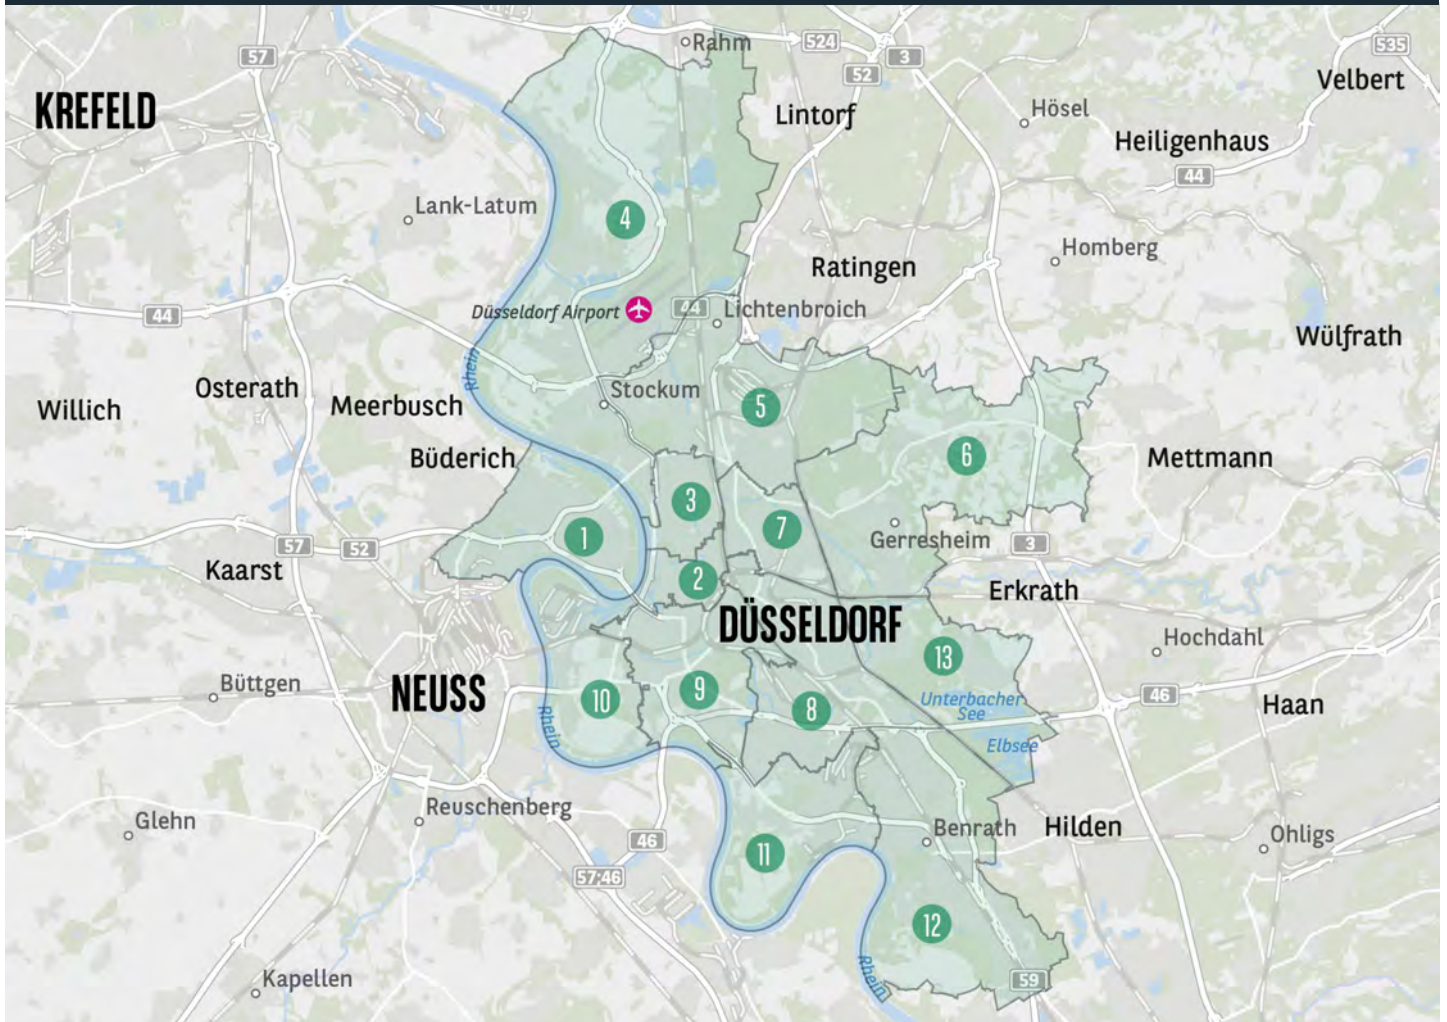 Rahm
524
3
535
57
52
Velbert
KREFELD
Lintorf
Hösel
Heiligenhaus
44
Lank-Latum
4
Homberg
Ratingen
Düsseldorf Airport
44
Lichtenbroich
44
Wülfrath
Rhein
Osterath
Stockum
Willich
Meerbusch
5
Büderich
6
Mettmann
3
7
1
Gerresheim
3
57
52
Kaarst
2
Erkrath
DÜSSELDORF
Hochdahl
13
Büttgen
NEUSS
10
9
8
Unterbacher
See
46
Haan
Rhein
Elbsee
Reuschenberg
Glehn
46
Benrath
Hilden
Ohligs
11
57;46
12
Rhein
Kapellen
59